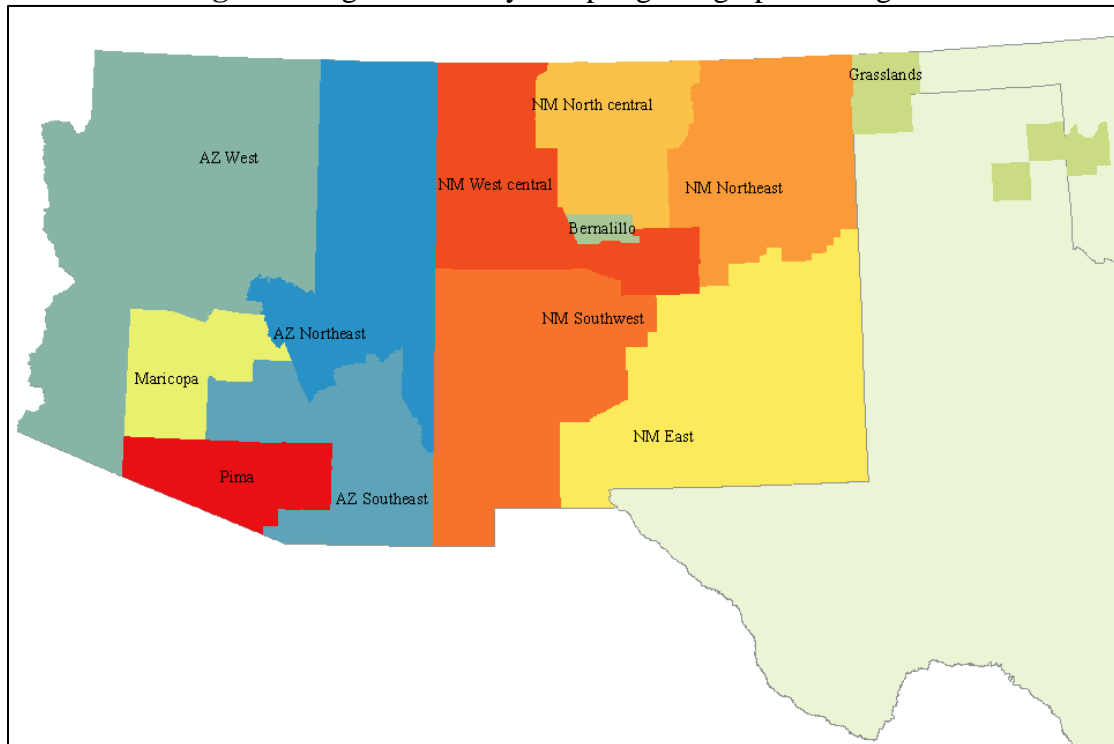 Grasslands
NM North central
AZ West
NM West central
NM Northeast
Bernalillo
NM Southwest
AZ Northeast
Maricopa
NM East
Pima
AZ Southeast